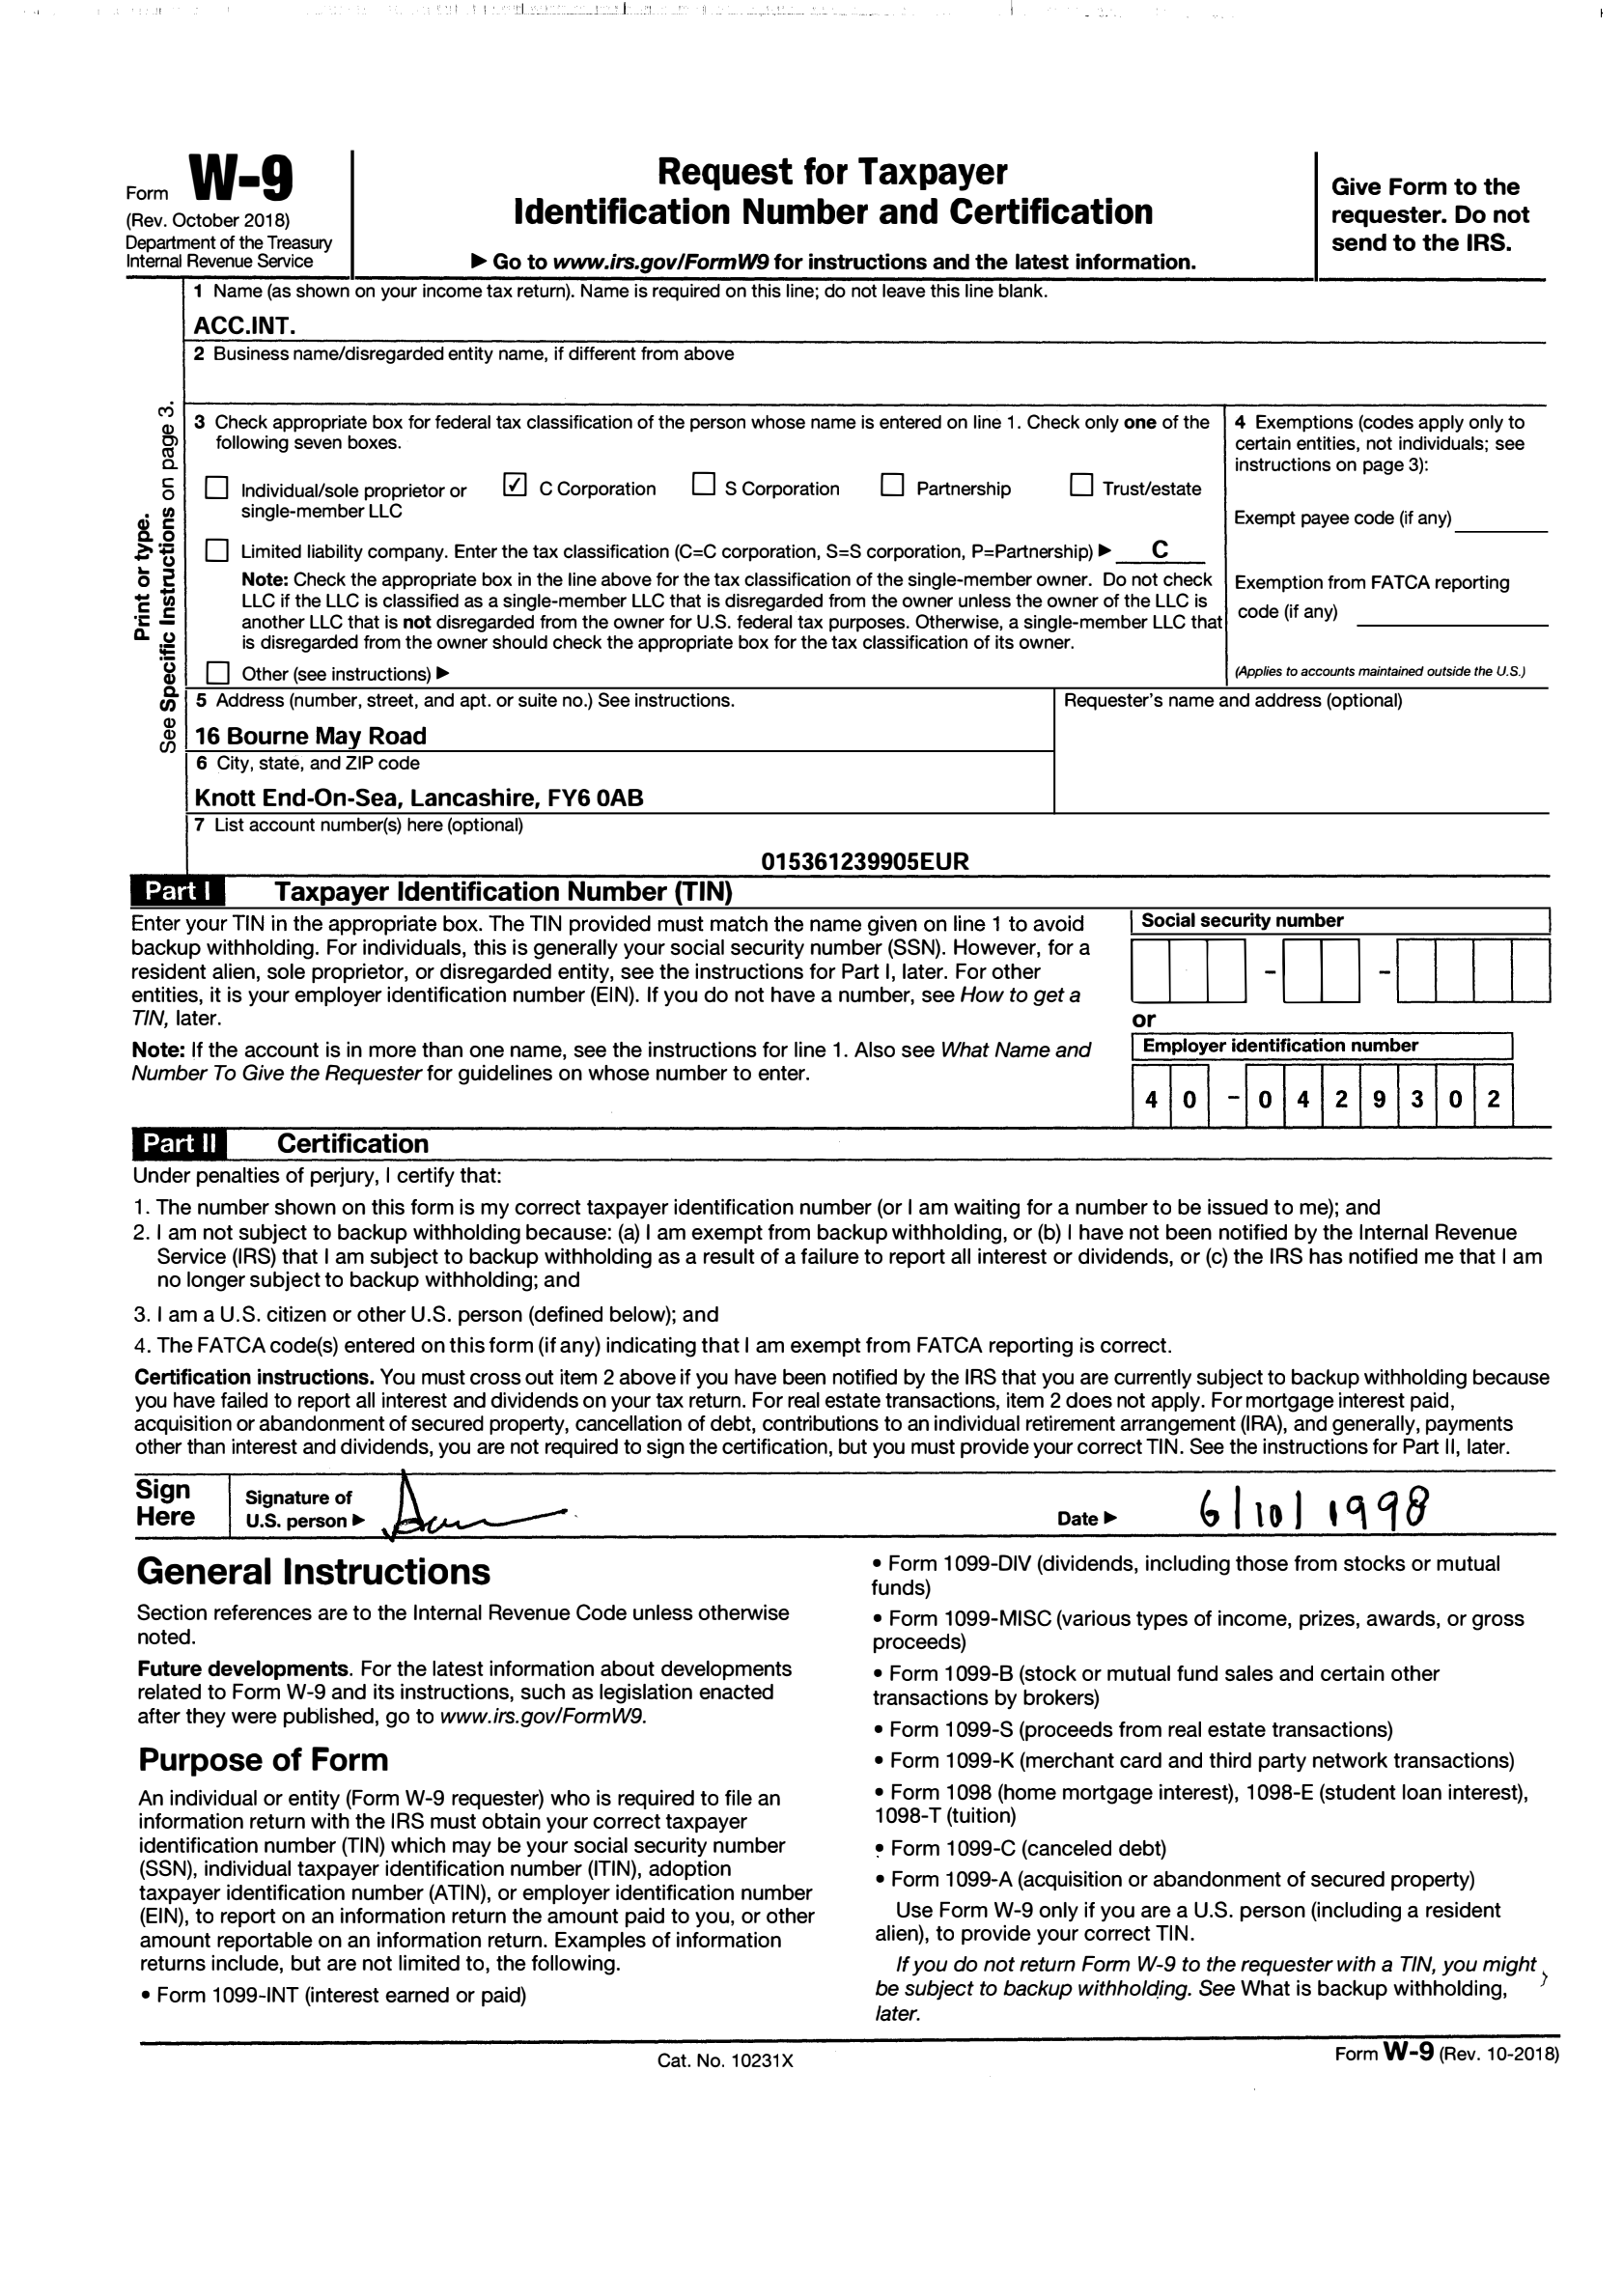 Form W-9
(Rev. October 2018)
Department of the Treasury
Internal Revenue Service
Request for Taxpayer
Identification Number and Certification
▶ Go to www.irs.gov/FormW9 for instructions and the latest information.
Give Form to the
requester. Do not
send to the IRS.
Print or type.
See Specific Instructions on page 3.
1 Name (as shown on your income tax return). Name is required on this line; do not leave this line blank.
ACC.INT.
2 Business name/disregarded entity name, if different from above
3 Check appropriate box for federal tax classification of the person whose name is entered on line 1. Check only one of the
following seven boxes.
☐ Individual/sole proprietor or ☑ C Corporation ☐ S Corporation ☐ Partnership ☐ Trust/estate
single-member LLC
☐ Limited liability company. Enter the tax classification (C=C corporation, S=S corporation, P=Partnership) ▶ C
Note: Check the appropriate box in the line above for the tax classification of the single-member owner. Do not check
LLC if the LLC is classified as a single-member LLC that is disregarded from the owner unless the owner of the LLC is
another LLC that is not disregarded from the owner for U.S. federal tax purposes. Otherwise, a single-member LLC that
is disregarded from the owner should check the appropriate box for the tax classification of its owner.
☐ Other (see instructions) ▶
4 Exemptions (codes apply only to
certain entities, not individuals; see
instructions on page 3):
Exempt payee code (if any)
Exemption from FATCA reporting
code (if any)
(Applies to accounts maintained outside the U.S.)
5 Address (number, street, and apt. or suite no.) See instructions.
16 Bourne May Road
6 City, state, and ZIP code
Knott End-On-Sea, Lancashire, FY6 0AB
Requester's name and address (optional)
7 List account number(s) here (optional)
015361239905EUR
Part I Taxpayer Identification Number (TIN)
Enter your TIN in the appropriate box. The TIN provided must match the name given on line 1 to avoid
backup withholding. For individuals, this is generally your social security number (SSN). However, for a
resident alien, sole proprietor, or disregarded entity, see the instructions for Part I, later. For other
entities, it is your employer identification number (EIN). If you do not have a number, see How to get a
TIN, later.
Note: If the account is in more than one name, see the instructions for line 1. Also see What Name and
Number To Give the Requester for guidelines on whose number to enter.
Social security number
– –
or
Employer identification number
4 0 – 0 4 2 9 3 0 2
Part II Certification
Under penalties of perjury, I certify that:
1. The number shown on this form is my correct taxpayer identification number (or I am waiting for a number to be issued to me); and
2. I am not subject to backup withholding because: (a) I am exempt from backup withholding, or (b) I have not been notified by the Internal Revenue
Service (IRS) that I am subject to backup withholding as a result of a failure to report all interest or dividends, or (c) the IRS has notified me that I am
no longer subject to backup withholding; and
3. I am a U.S. citizen or other U.S. person (defined below); and
4. The FATCA code(s) entered on this form (if any) indicating that I am exempt from FATCA reporting is correct.
Certification instructions. You must cross out item 2 above if you have been notified by the IRS that you are currently subject to backup withholding because
you have failed to report all interest and dividends on your tax return. For real estate transactions, item 2 does not apply. For mortgage interest paid,
acquisition or abandonment of secured property, cancellation of debt, contributions to an individual retirement arrangement (IRA), and generally, payments
other than interest and dividends, you are not required to sign the certification, but you must provide your correct TIN. See the instructions for Part II, later.
Sign
Here
Signature of
U.S. person ▶
Date ▶ 6/10/1998
General Instructions
Section references are to the Internal Revenue Code unless otherwise
noted.
Future developments. For the latest information about developments
related to Form W-9 and its instructions, such as legislation enacted
after they were published, go to www.irs.gov/FormW9.
Purpose of Form
An individual or entity (Form W-9 requester) who is required to file an
information return with the IRS must obtain your correct taxpayer
identification number (TIN) which may be your social security number
(SSN), individual taxpayer identification number (ITIN), adoption
taxpayer identification number (ATIN), or employer identification number
(EIN), to report on an information return the amount paid to you, or other
amount reportable on an information return. Examples of information
returns include, but are not limited to, the following.
• Form 1099-INT (interest earned or paid)
• Form 1099-DIV (dividends, including those from stocks or mutual
funds)
• Form 1099-MISC (various types of income, prizes, awards, or gross
proceeds)
• Form 1099-B (stock or mutual fund sales and certain other
transactions by brokers)
• Form 1099-S (proceeds from real estate transactions)
• Form 1099-K (merchant card and third party network transactions)
• Form 1098 (home mortgage interest), 1098-E (student loan interest),
1098-T (tuition)
• Form 1099-C (canceled debt)
• Form 1099-A (acquisition or abandonment of secured property)
Use Form W-9 only if you are a U.S. person (including a resident
alien), to provide your correct TIN.
If you do not return Form W-9 to the requester with a TIN, you might
be subject to backup withholding. See What is backup withholding,
later.
Cat. No. 10231X
Form W-9 (Rev. 10-2018)